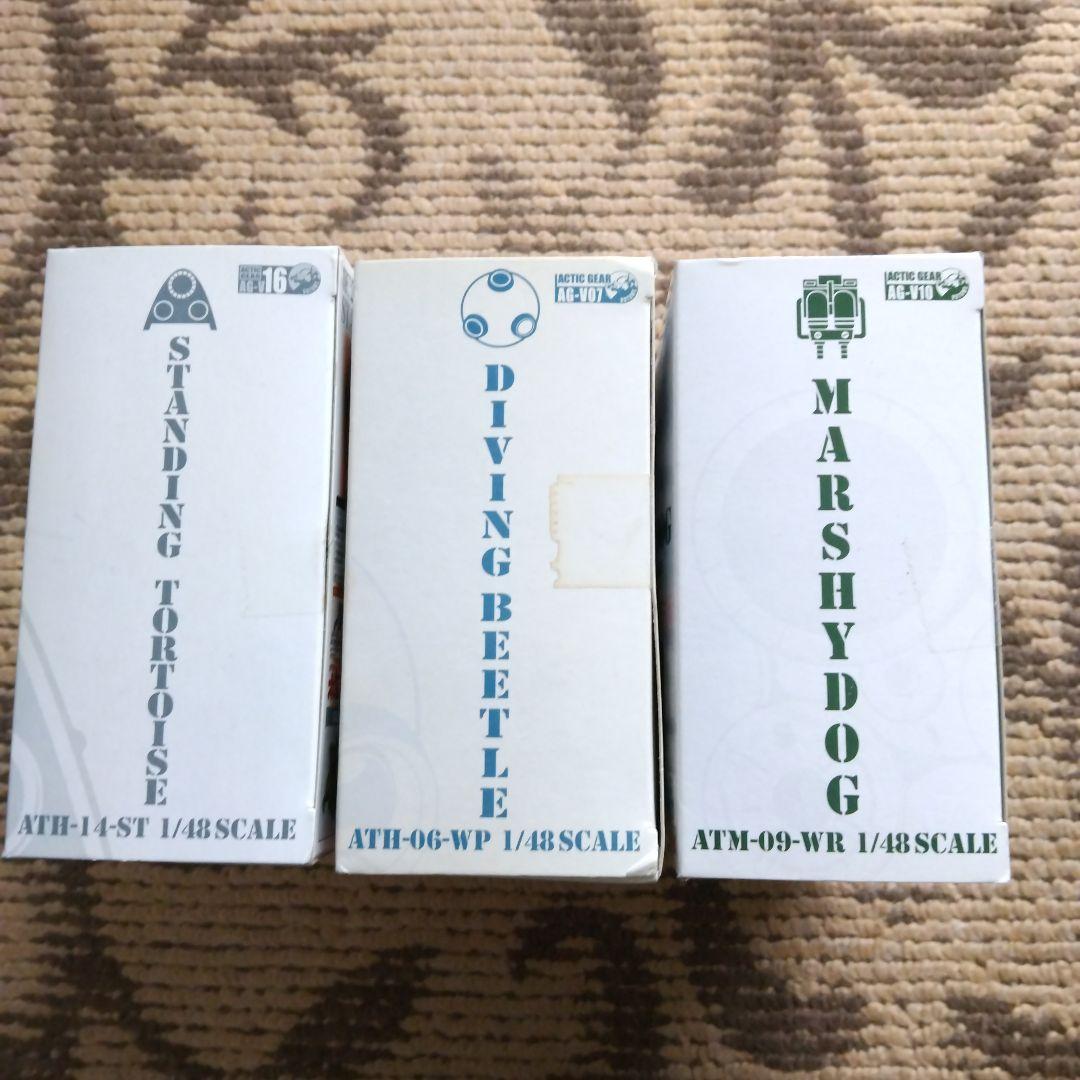 ACTIC GEAR
AG-V16
STANDING TORTOISE
ATH-14-ST 1/48 SCALE
ACTIC GEAR
AG-V07
DIVING BEETLE
ATH-06-WP 1/48 SCALE
ACTIC GEAR
AG-V10
MARSHYDOG
ATM-09-WR 1/48 SCALE